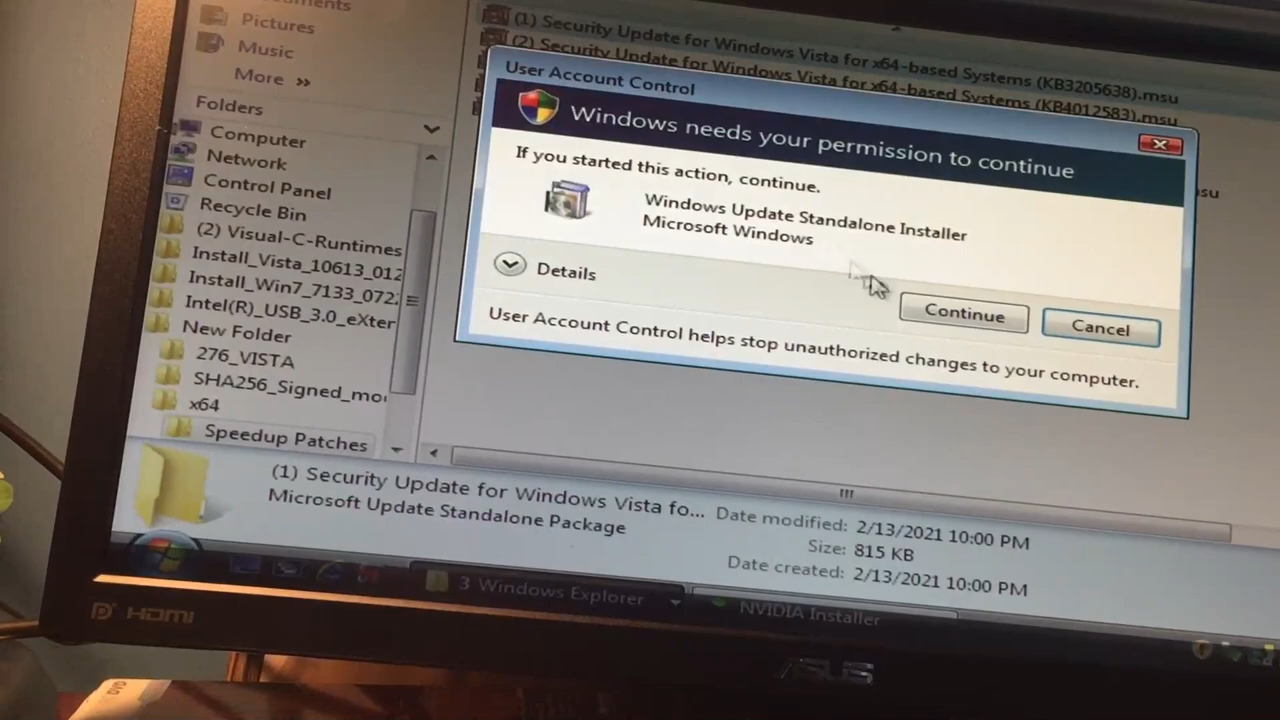 Pictures
Music
More »
Folders
Computer
Network
Control Panel
Recycle Bin
(2) Visual-C-Runtimes
Install_Vista_10613_012
Install_Win7_7133_072
Intel(R)_USB_3.0_eXter
New Folder
276_VISTA
SHA256_Signed_mo
x64
Speedup Patches
(1) Security Update for Windows Vista for x64-based Systems (KB3205638).msu
(2) Security Update for Windows Vista for x64-based Systems (KB4012583).msu
su
User Account Control
Windows needs your permission to continue
If you started this action, continue.
Windows Update Standalone Installer
Microsoft Windows
Details
Continue
Cancel
User Account Control helps stop unauthorized changes to your computer.
(1) Security Update for Windows Vista fo...
Microsoft Update Standalone Package
Date modified: 2/13/2021 10:00 PM
Size: 815 KB
Date created: 2/13/2021 10:00 PM
3 Windows Explorer
NVIDIA Installer
HDMI
ASUS